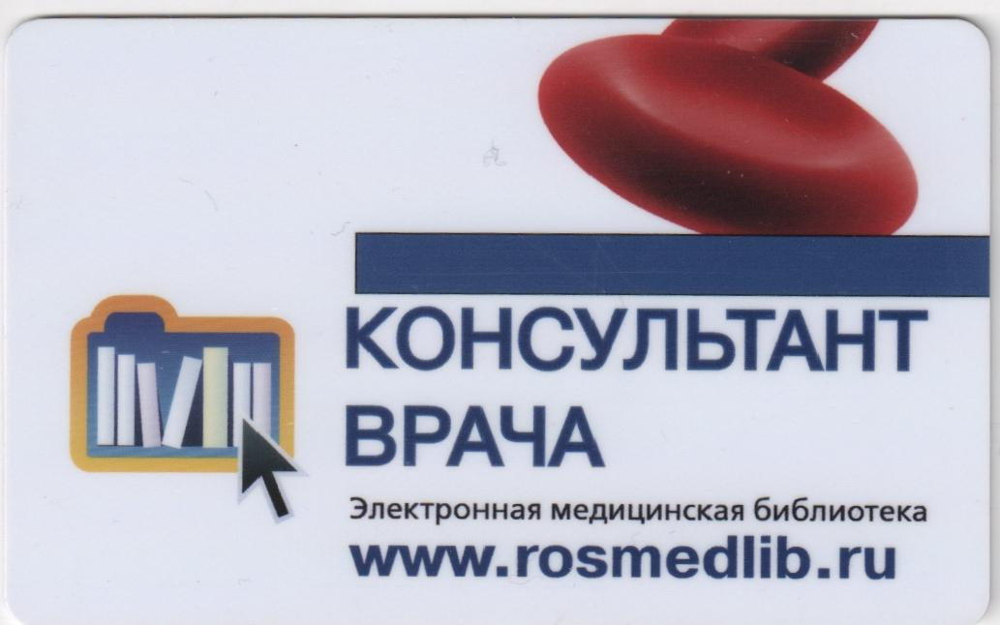 КОНСУЛЬТАНТ
ВРАЧА
Электронная медицинская библиотека
www.rosmedlib.ru